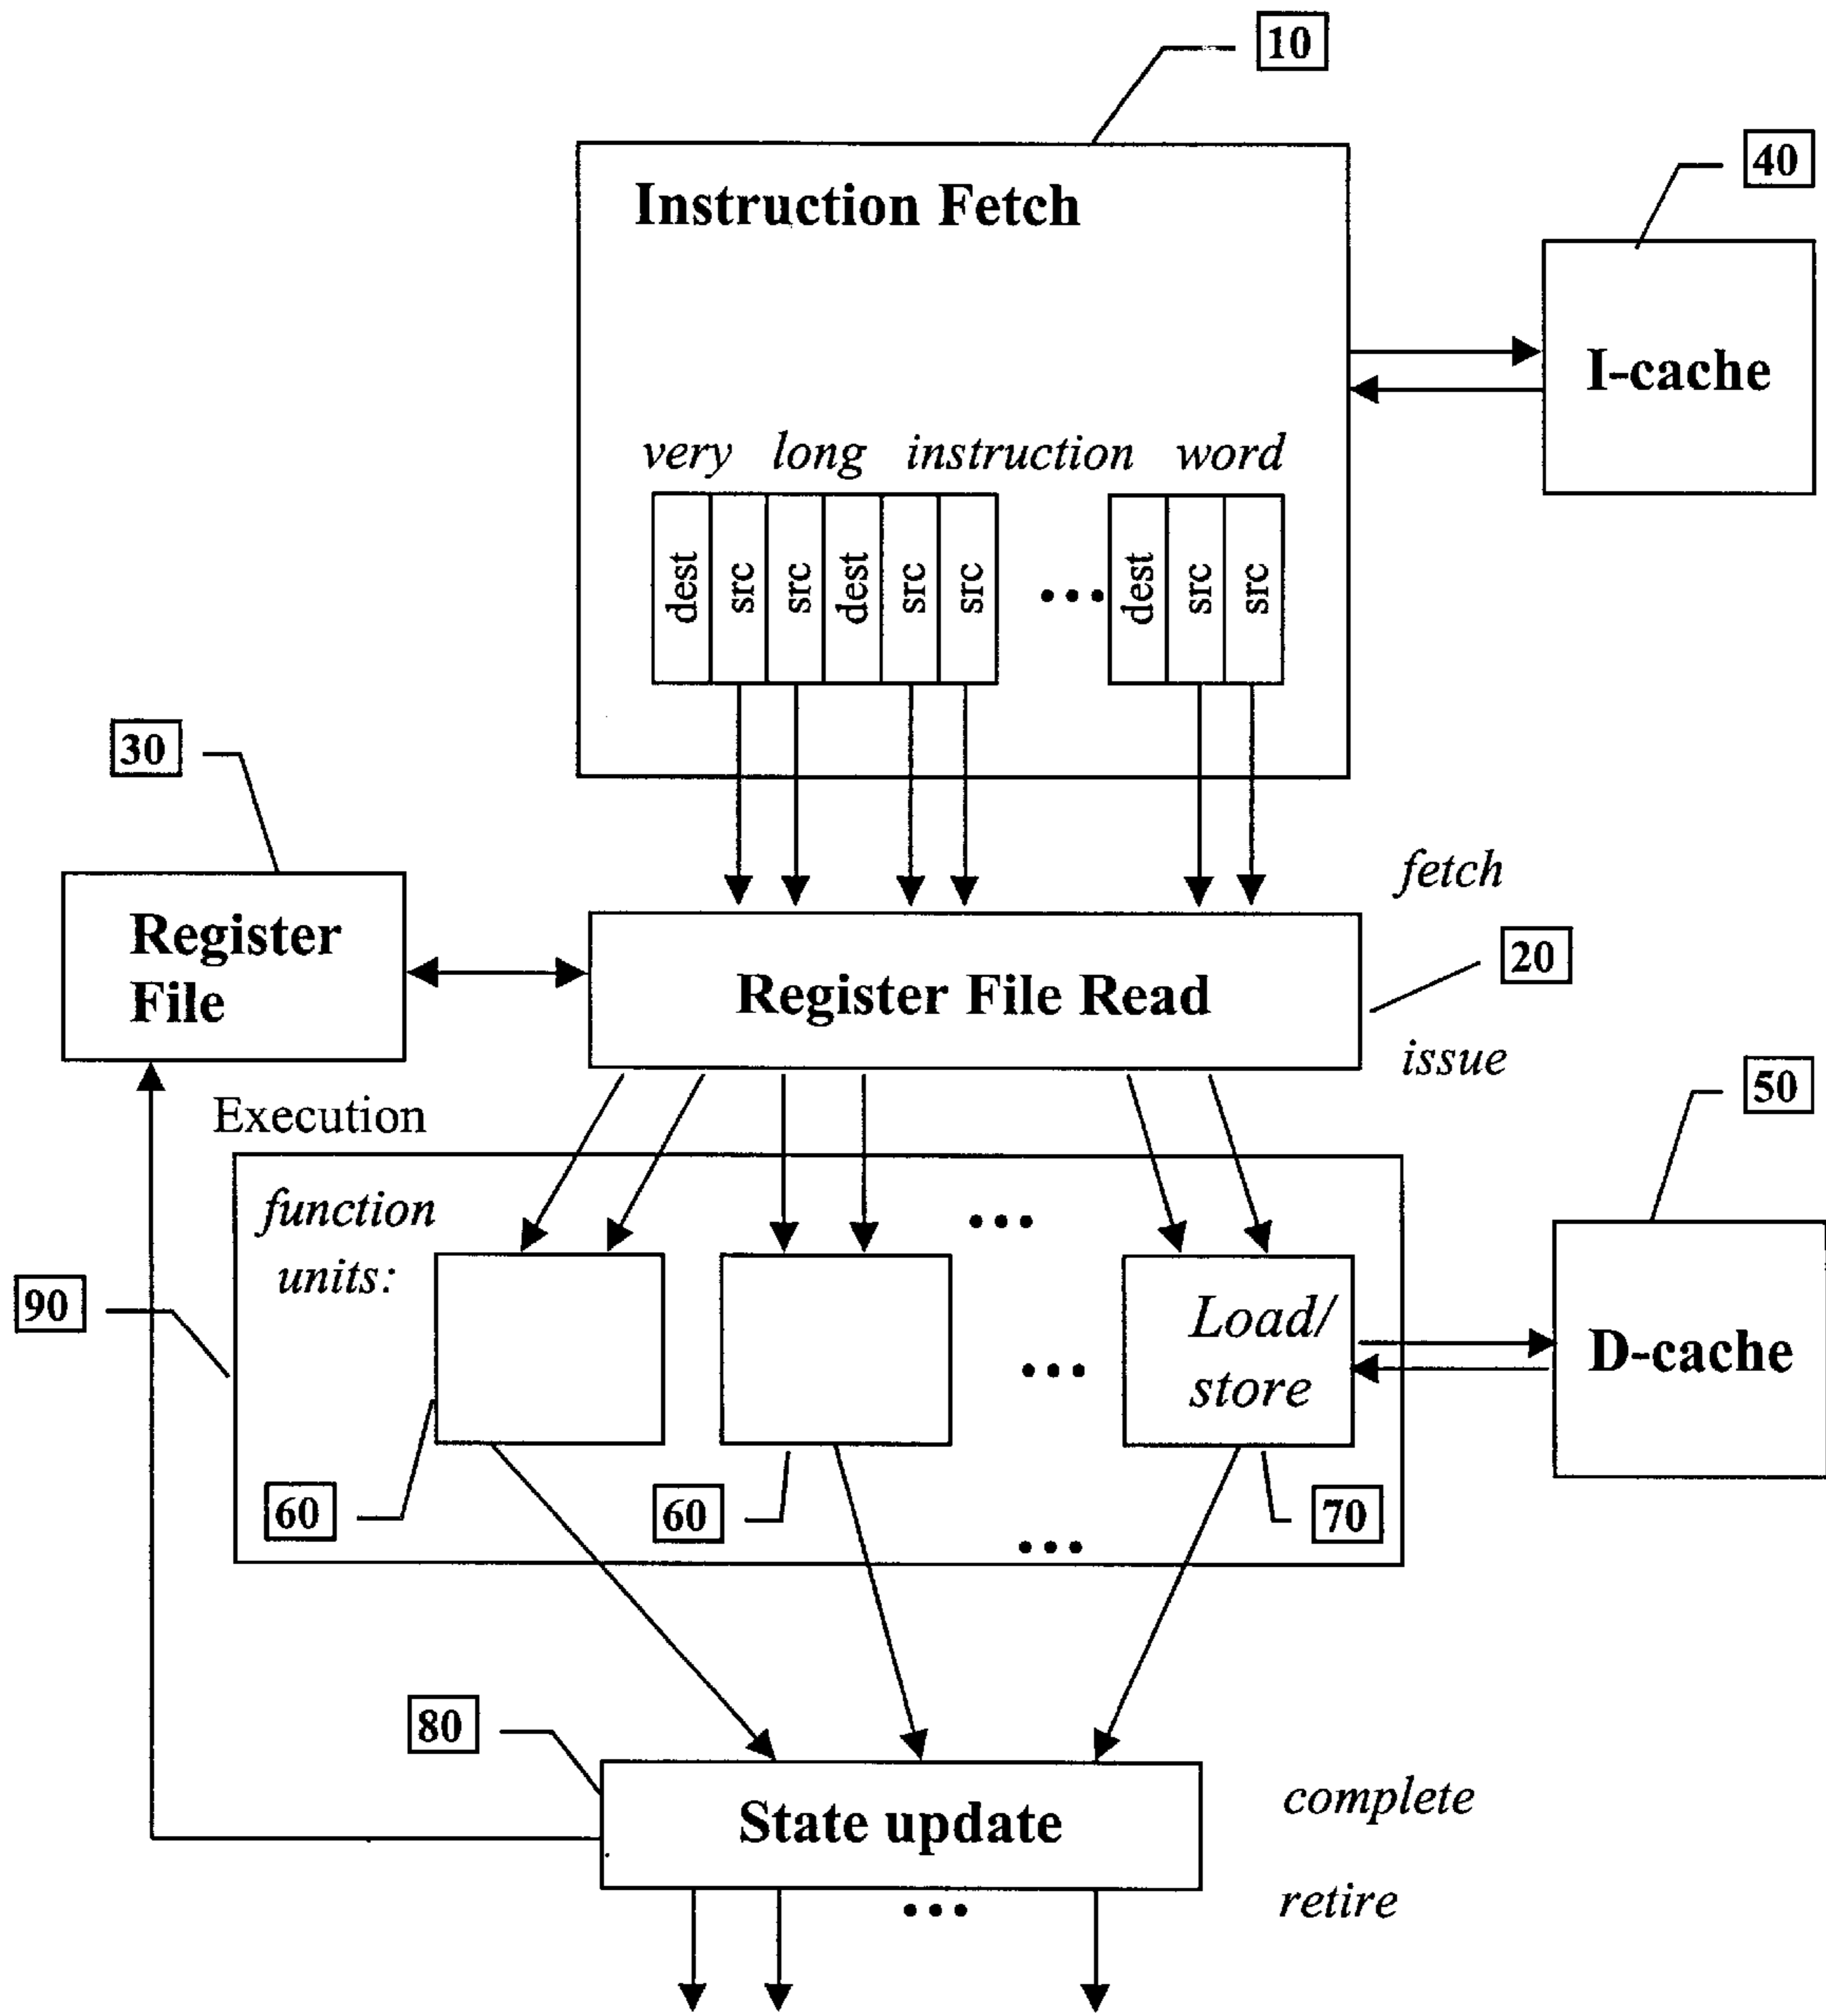 10
40
Instruction Fetch
I-cache
very long instruction word
dest src src dest src src ... dest src src
30
fetch
Register
File
Register File Read
20
issue
50
Execution
function
units:
...
90
Load/
store
...
D-cache
60
60
70
...
80
State update
complete
retire
...